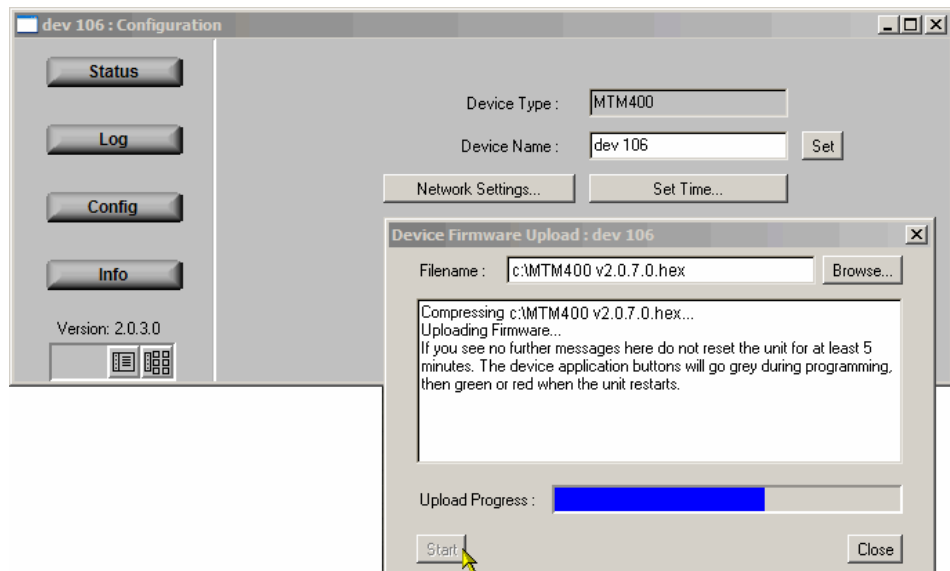 dev 106 : Configuration
Status
Log
Config
Info
Version: 2.0.3.0
Device Type :
MTM400
Device Name :
dev 106
Set
Network Settings...
Set Time...
Device Firmware Upload : dev 106
Filename :
c:\MTM400 v2.0.7.0.hex
Browse...
Compressing c:\MTM400 v2.0.7.0.hex...
Uploading Firmware...
If you see no further messages here do not reset the unit for at least 5
minutes. The device application buttons will go grey during programming,
then green or red when the unit restarts.
Upload Progress :
Start
Close